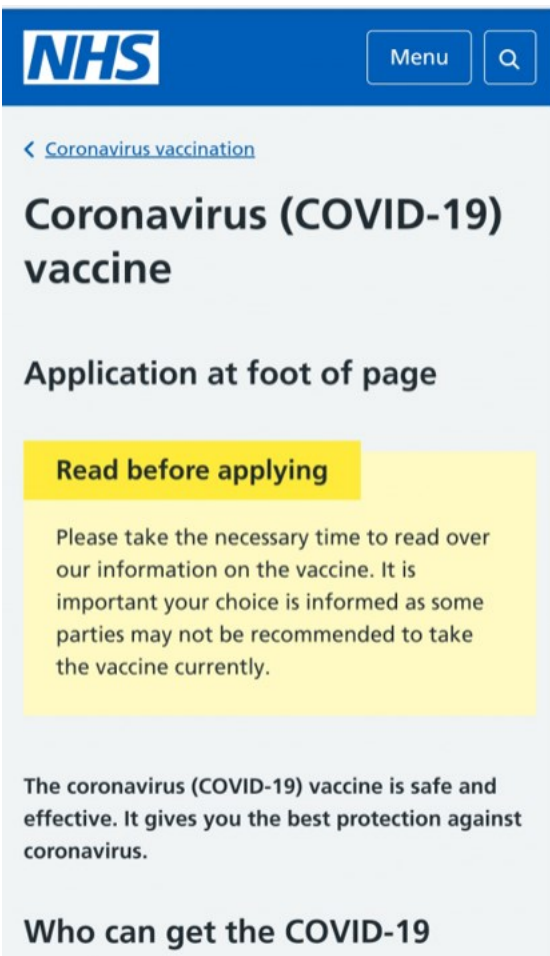 NHS
Menu
Coronavirus vaccination
Coronavirus (COVID-19)
vaccine
Application at foot of page
Read before applying
Please take the necessary time to read over
our information on the vaccine. It is
important your choice is informed as some
parties may not be recommended to take
the vaccine currently.
The coronavirus (COVID-19) vaccine is safe and
effective. It gives you the best protection against
coronavirus.
Who can get the COVID-19